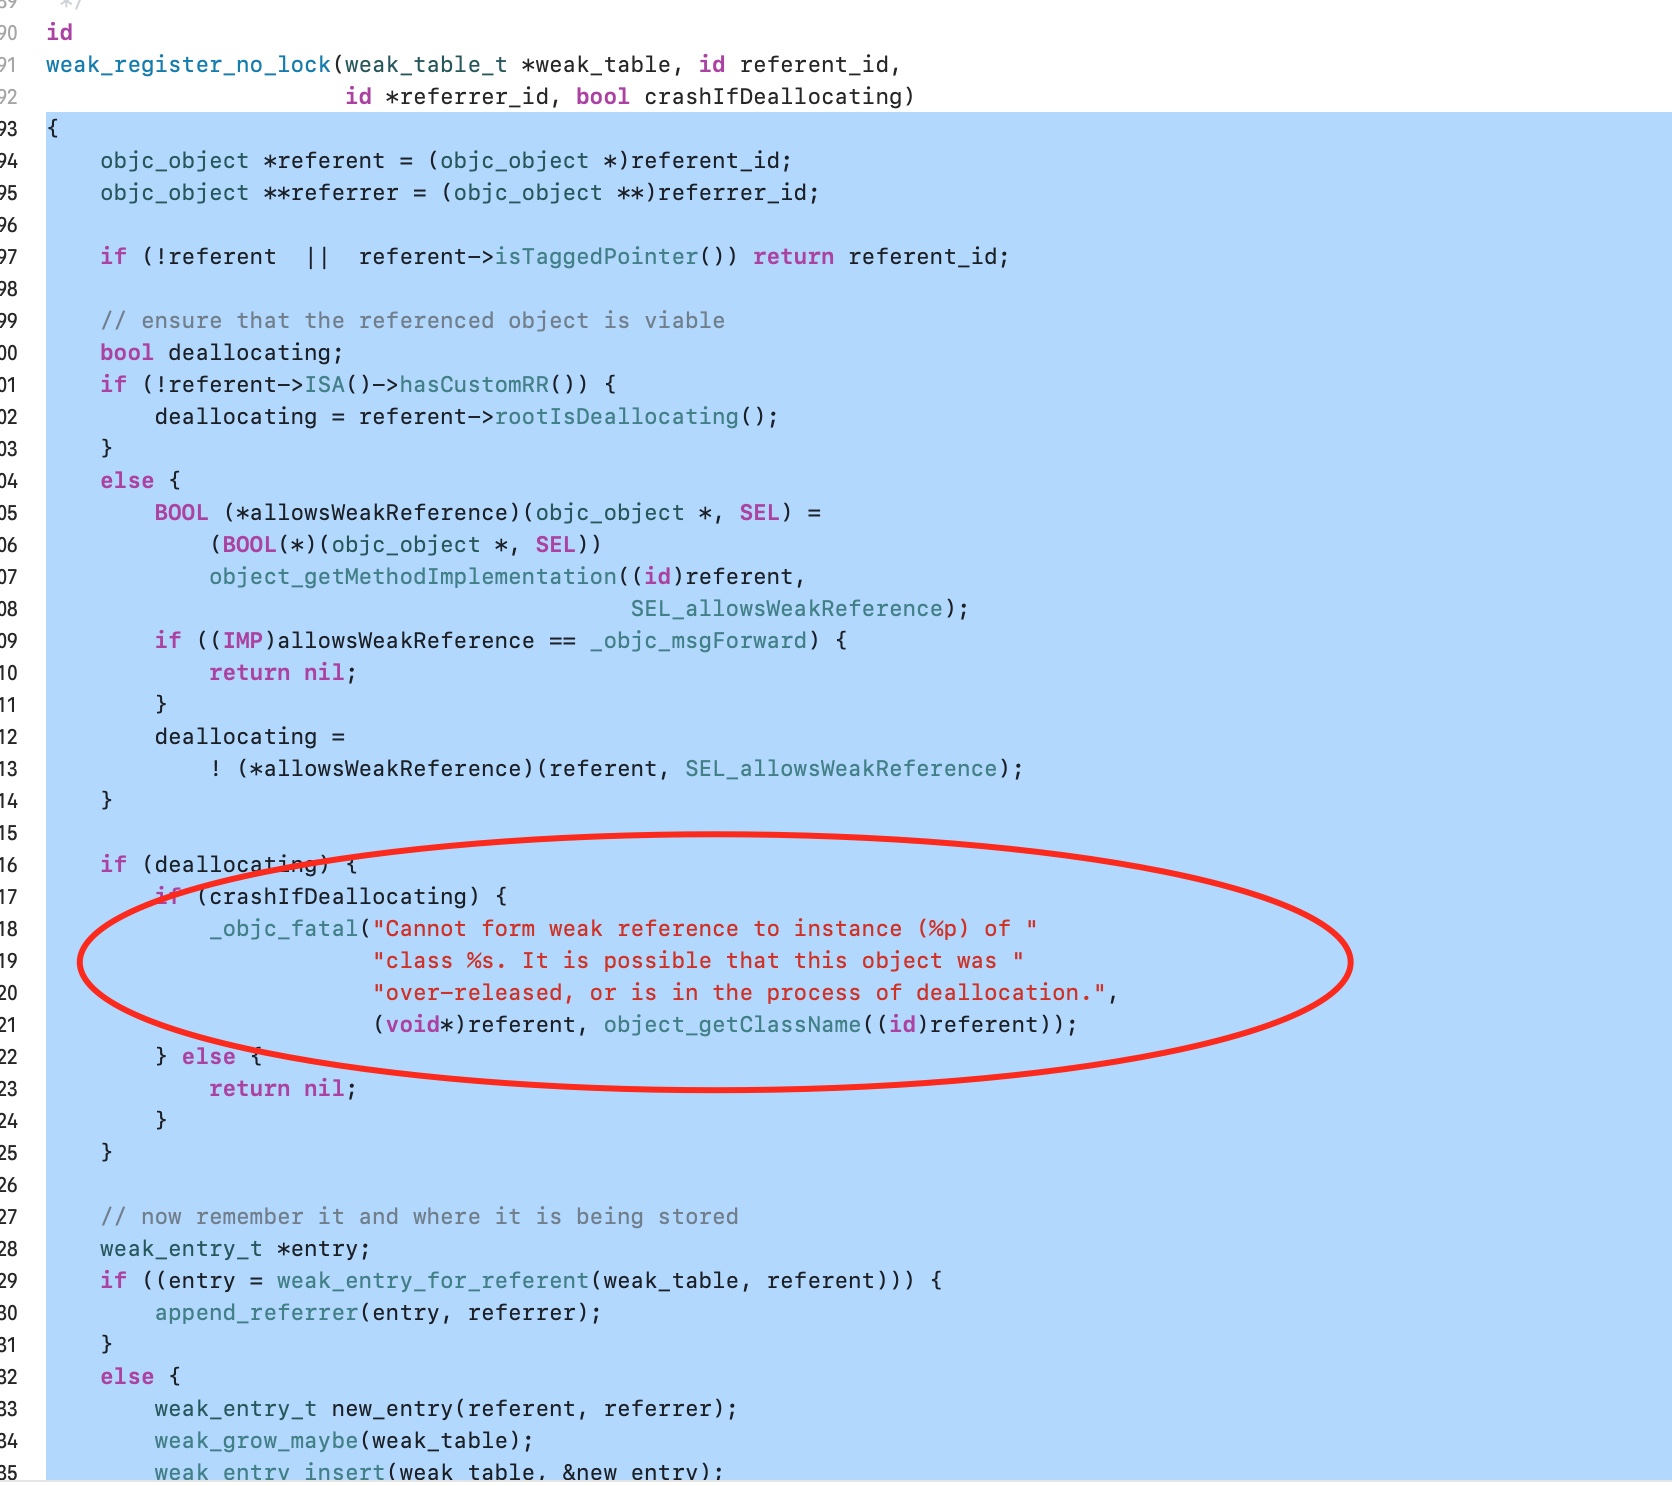 89 */
90 id
91 weak_register_no_lock(weak_table_t *weak_table, id referent_id,
92                       id *referrer_id, bool crashIfDeallocating)
93 {
94     objc_object *referent = (objc_object *)referent_id;
95     objc_object **referrer = (objc_object **)referrer_id;
96
97     if (!referent  ||  referent->isTaggedPointer()) return referent_id;
98
99     // ensure that the referenced object is viable
00     bool deallocating;
01     if (!referent->ISA()->hasCustomRR()) {
02         deallocating = referent->rootIsDeallocating();
03     }
04     else {
05         BOOL (*allowsWeakReference)(objc_object *, SEL) =
06             (BOOL(*)(objc_object *, SEL))
07             object_getMethodImplementation((id)referent,
08                                            SEL_allowsWeakReference);
09         if ((IMP)allowsWeakReference == _objc_msgForward) {
10             return nil;
11         }
12         deallocating =
13             ! (*allowsWeakReference)(referent, SEL_allowsWeakReference);
14     }
15
16     if (deallocating) {
17         if (crashIfDeallocating) {
18             _objc_fatal("Cannot form weak reference to instance (%p) of "
19                         "class %s. It is possible that this object was "
20                         "over-released, or is in the process of deallocation.",
21                         (void*)referent, object_getClassName((id)referent));
22         } else {
23             return nil;
24         }
25     }
26
27     // now remember it and where it is being stored
28     weak_entry_t *entry;
29     if ((entry = weak_entry_for_referent(weak_table, referent))) {
30         append_referrer(entry, referrer);
31     }
32     else {
33         weak_entry_t new_entry(referent, referrer);
34         weak_grow_maybe(weak_table);
35         weak_entry_insert(weak_table, &new_entry);